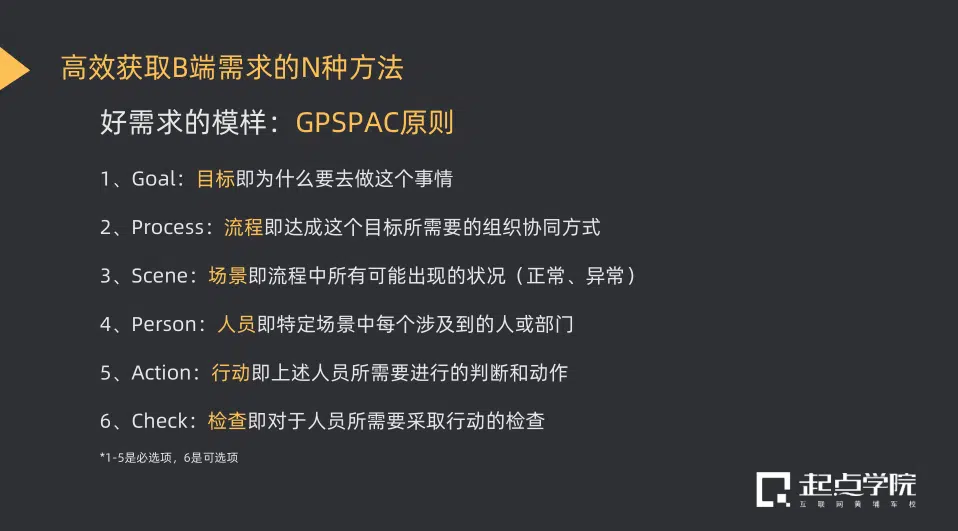 高效获取B端需求的N种方法
好需求的模样：GPSPAC原则
1、Goal：目标即为什么要去做这个事情
2、Process：流程即达成这个目标所需要的组织协同方式
3、Scene：场景即流程中所有可能出现的状况（正常、异常）
4、Person：人员即特定场景中每个涉及到的人或部门
5、Action：行动即上述人员所需要进行的判断和动作
6、Check：检查即对于人员所需要采取行动的检查
*1-5是必选项，6是可选项
起点学院
互联网黄埔军校